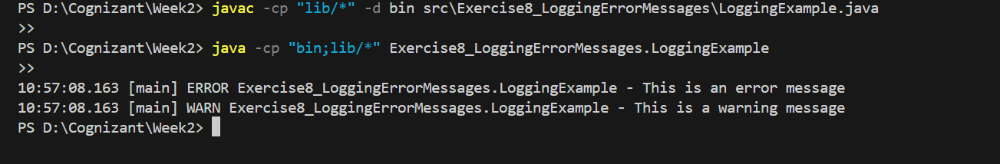 PS D:\Cognizant\Week2> javac -cp "lib/*" -d bin src\Exercise8_LoggingErrorMessages\LoggingExample.java
>>
PS D:\Cognizant\Week2> java -cp "bin;lib/*" Exercise8_LoggingErrorMessages.LoggingExample
>>
10:57:08.163 [main] ERROR Exercise8_LoggingErrorMessages.LoggingExample - This is an error message
10:57:08.163 [main] WARN Exercise8_LoggingErrorMessages.LoggingExample - This is a warning message
PS D:\Cognizant\Week2>